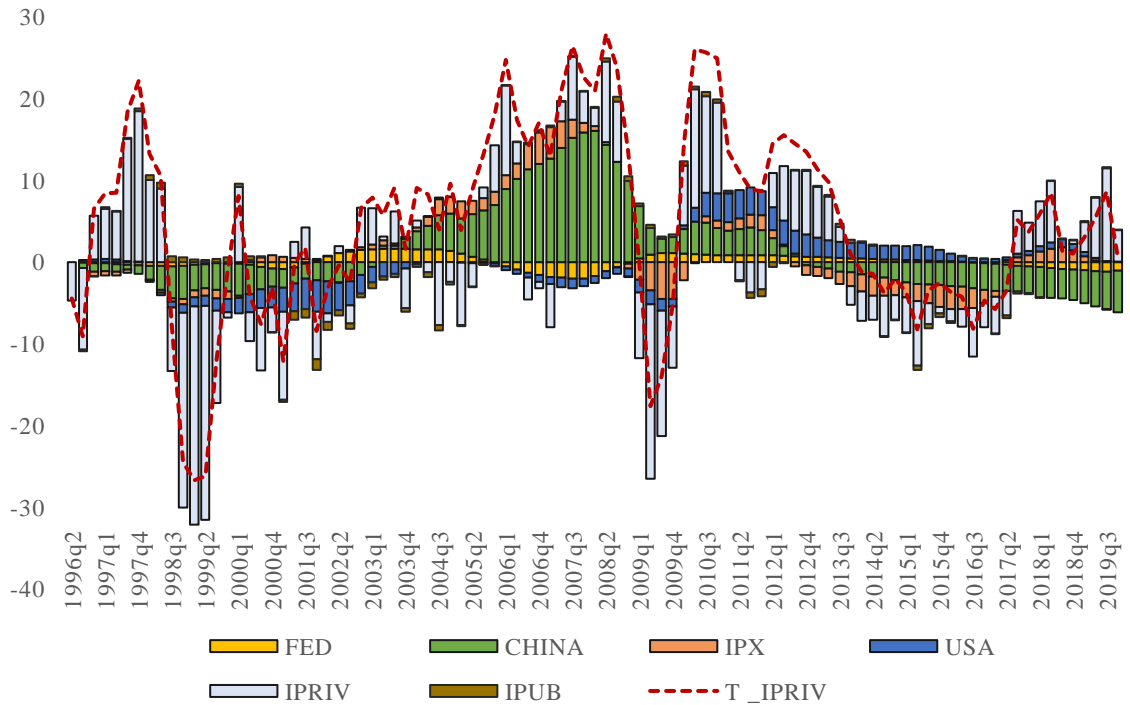 30
20
10
0
-10
-20
-30
-40
1996q2
1997q1
1997q4
1998q3
1999q2
2000q1
2000q4
2001q3
2002q2
2003q1
2003q4
2004q3
2005q2
2006q1
2006q4
2007q3
2008q2
2009q1
2009q4
2010q3
2011q2
2012q1
2012q4
2013q3
2014q2
2015q1
2015q4
2016q3
2017q2
2018q1
2018q4
2019q3
FED CHINA IPX USA
IPRIV IPUB T _IPRIV